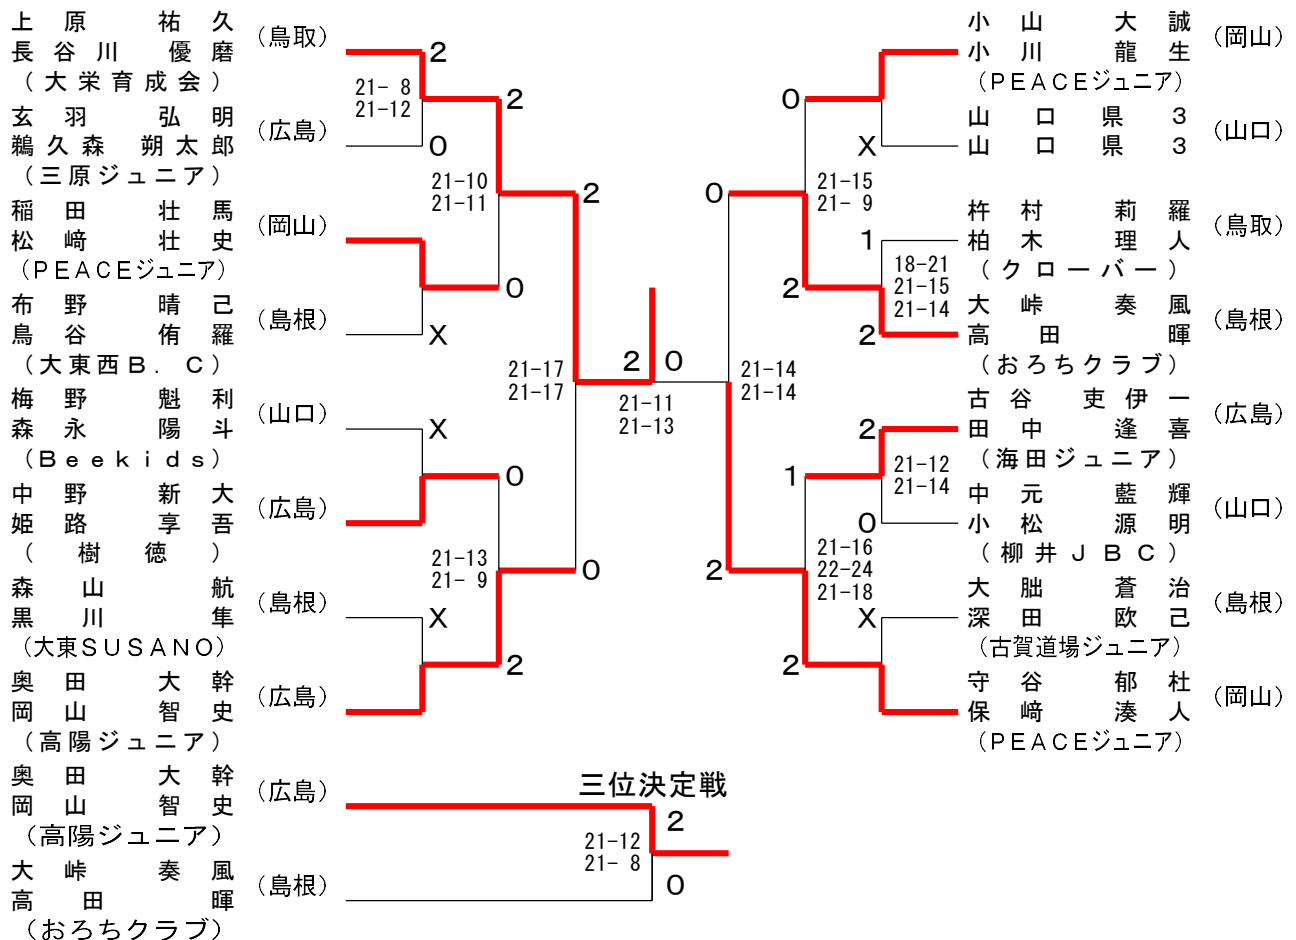 上原 祐久
長谷川 優磨
(大栄育成会)
(鳥取)
2
21- 8
21-12
玄羽 弘明
鵜久森 朔太郎
(三原ジュニア)
(広島)
0
2
21-10
21-11
稲田 壮馬
松﨑 壮史
(PEACEジュニア)
(岡山)
0
布野 晴己
鳥谷 侑羅
(大東西B.C)
(島根)
X
2
21-17
21-17
梅野 魁利
森永 陽斗
(Beekids)
(山口)
X
中野 新大
姫路 享吾
(樹徳)
(広島)
0
21-13
21- 9
0
森山 航
黒川 隼
(大東SUSANO)
(島根)
X
奥田 大幹
岡山 智史
(高陽ジュニア)
(広島)
2
2 0
21-11
21-13
小山 大誠
小川 龍生
(PEACEジュニア)
(岡山)
0
山口県3
山口県3
(山口)
X
0
21-15
21- 9
杵村 莉羅
柏木 理人
(クローバー)
(鳥取)
1
18-21
21-15
21-14
2
大峠 奏風
高田 暉
(おろちクラブ)
(島根)
2
21-14
21-14
古谷 吏伊一
田中 逢喜
(海田ジュニア)
(広島)
2
21-12
21-14
1
中元 藍輝
小松 源明
(柳井JBC)
(山口)
0
21-16
22-24
21-18
2
大朏 蒼治
深田 欧己
(古賀道場ジュニア)
(島根)
X
2
守谷 郁杜
保﨑 湊人
(PEACEジュニア)
(岡山)
三位決定戦
奥田 大幹
岡山 智史
(高陽ジュニア)
(広島)
2
21-12
21- 8
大峠 奏風
高田 暉
(おろちクラブ)
(島根)
0